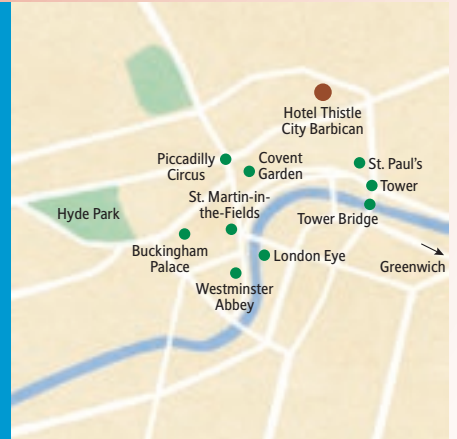 Hotel Thistle
City Barbican
Piccadilly
Circus
Covent
Garden
St. Paul's
Tower
St. Martin-in-
the-Fields
Hyde Park
Tower Bridge
Buckingham
Palace
London Eye
Greenwich
Westminster
Abbey